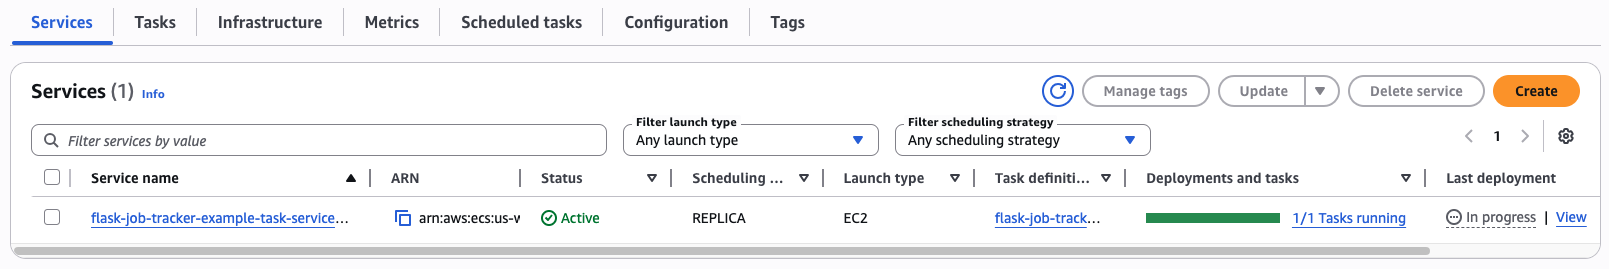 Services Tasks Infrastructure Metrics Scheduled tasks Configuration Tags
Services (1) Info Manage tags Update Delete service Create
Filter launch type Filter scheduling strategy
Filter services by value Any launch type Any scheduling strategy 1
Service name ARN Status Scheduling ... Launch type Task definiti... Deployments and tasks Last deployment
flask-job-tracker-example-task-service... arn:aws:ecs:us-w Active REPLICA EC2 flask-job-track... 1/1 Tasks running In progress | View